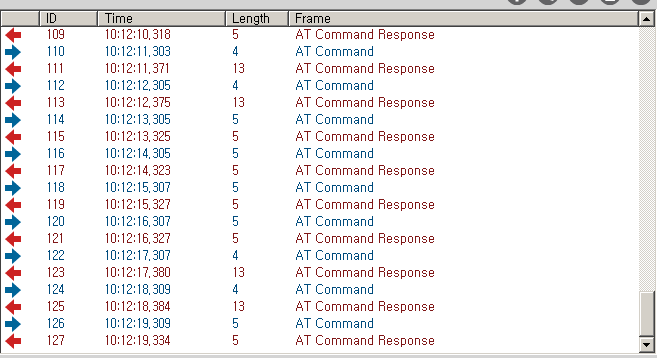 ID Time Length Frame
109 10:12:10,318 5 AT Command Response
110 10:12:11,303 4 AT Command
111 10:12:11,371 13 AT Command Response
112 10:12:12,305 4 AT Command
113 10:12:12,375 13 AT Command Response
114 10:12:13,305 5 AT Command
115 10:12:13,325 5 AT Command Response
116 10:12:14,305 5 AT Command
117 10:12:14,323 5 AT Command Response
118 10:12:15,307 5 AT Command
119 10:12:15,327 5 AT Command Response
120 10:12:16,307 5 AT Command
121 10:12:16,327 5 AT Command Response
122 10:12:17,307 4 AT Command
123 10:12:17,380 13 AT Command Response
124 10:12:18,309 4 AT Command
125 10:12:18,384 13 AT Command Response
126 10:12:19,309 5 AT Command
127 10:12:19,334 5 AT Command Response